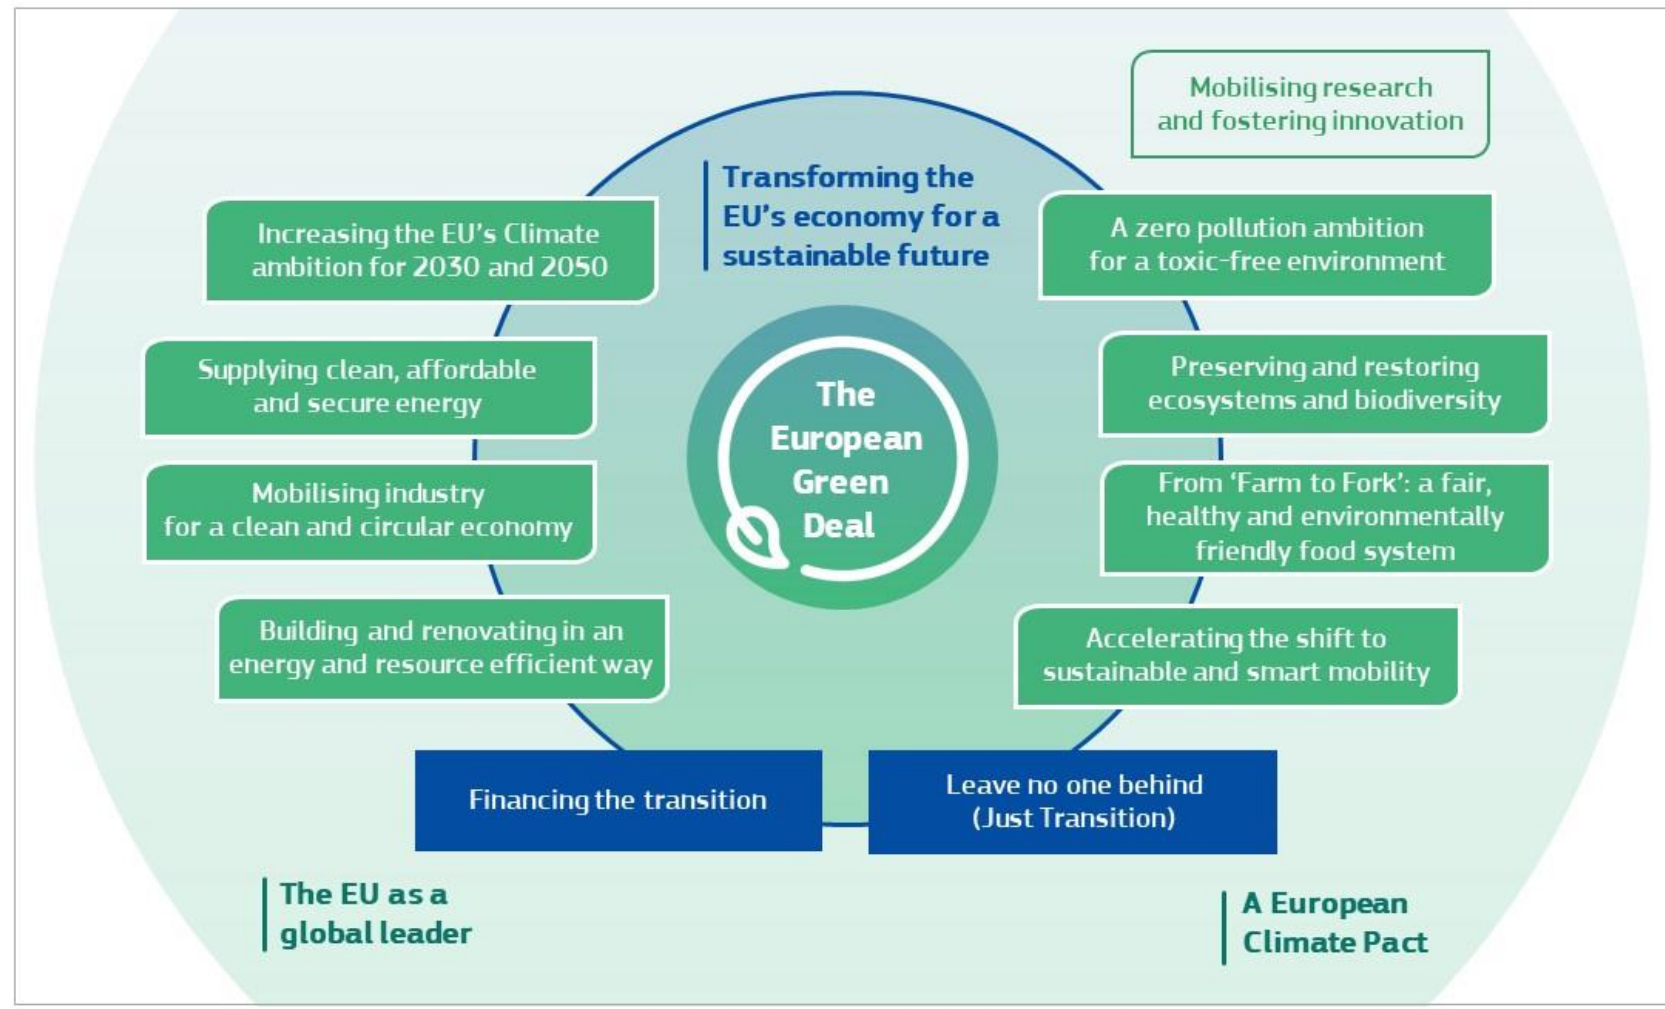 Mobilising research
and fostering innovation
Transforming the
EU's economy for a
sustainable future
Increasing the EU's Climate
ambition for 2030 and 2050
A zero pollution ambition
for a toxic-free environment
Supplying clean, affordable
and secure energy
Preserving and restoring
ecosystems and biodiversity
The
European
Green
Deal
Mobilising industry
for a clean and circular economy
From ‘Farm to Fork’: a fair,
healthy and environmentally
friendly food system
Building and renovating in an
energy and resource efficient way
Accelerating the shift to
sustainable and smart mobility
Financing the transition
Leave no one behind
(Just Transition)
The EU as a
global leader
A European
Climate Pact